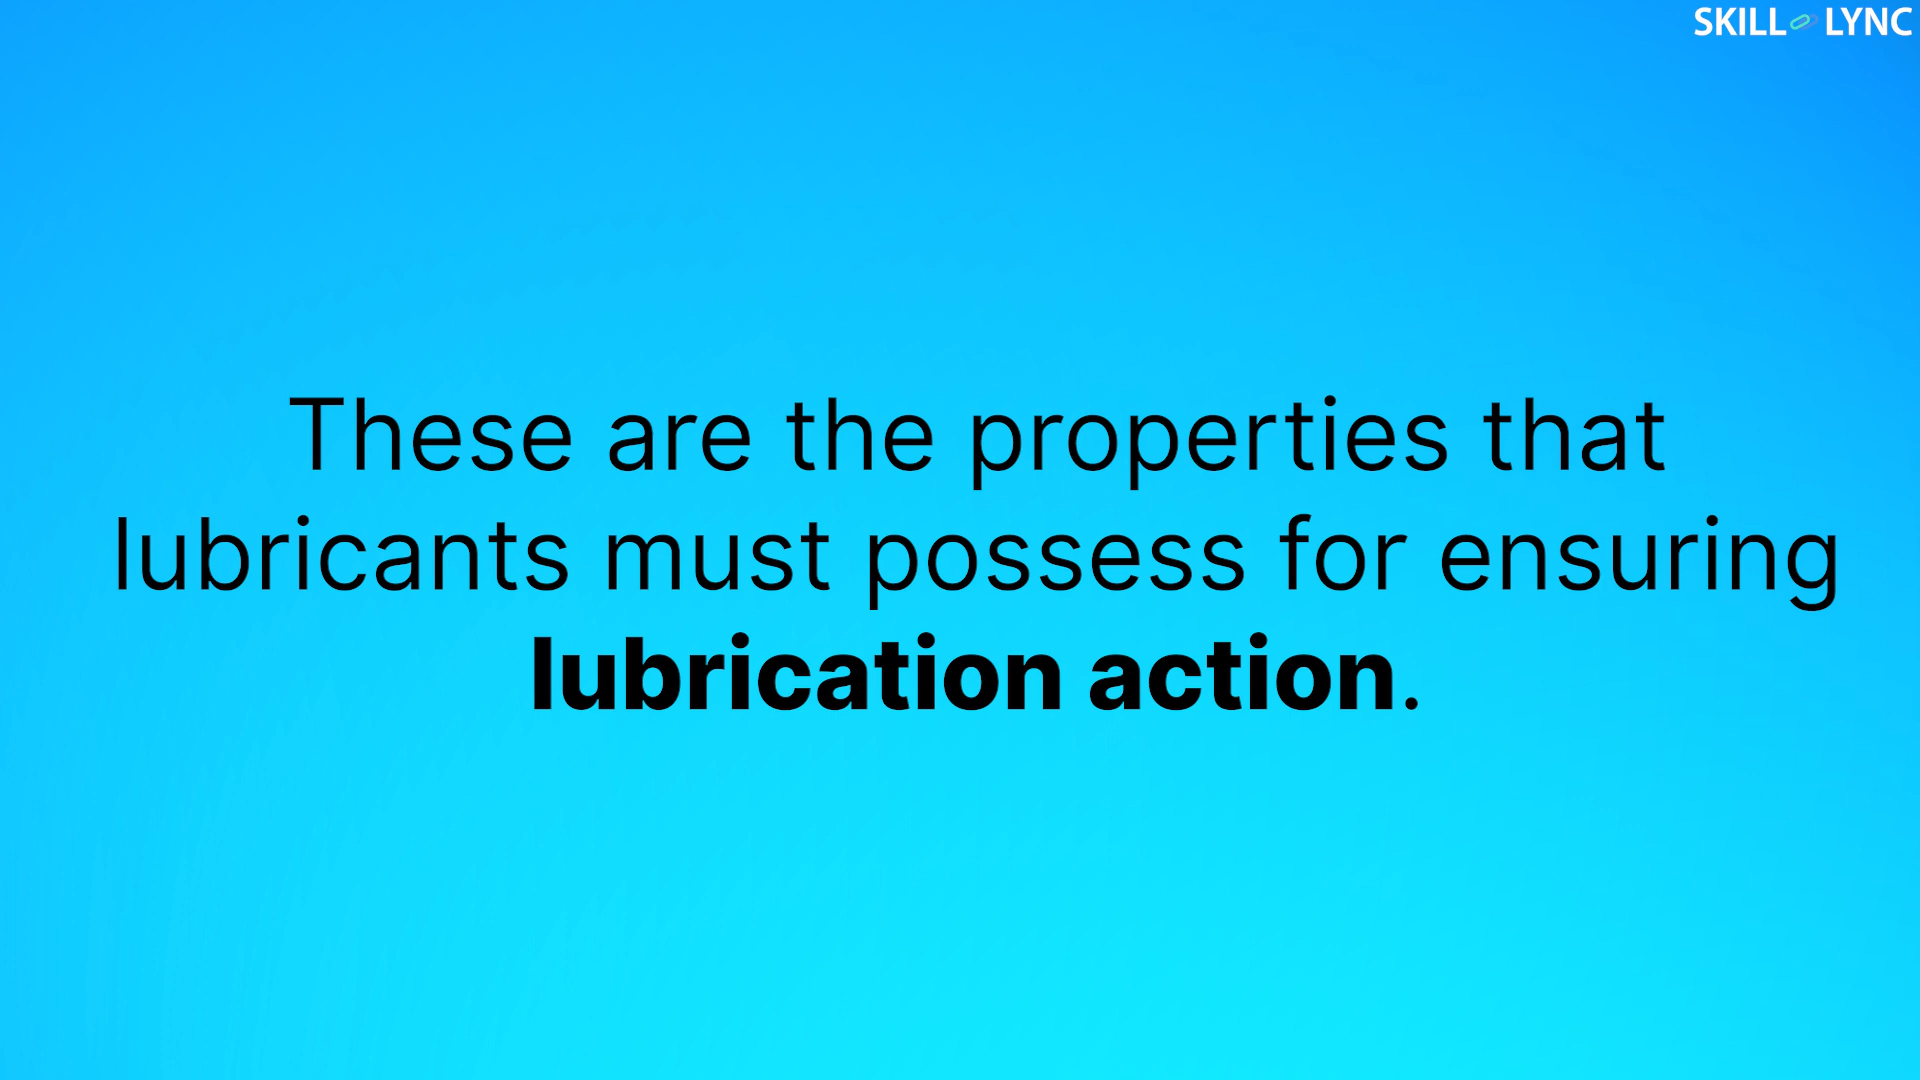 SKILL LYNC
These are the properties that
lubricants must possess for ensuring
lubrication action.